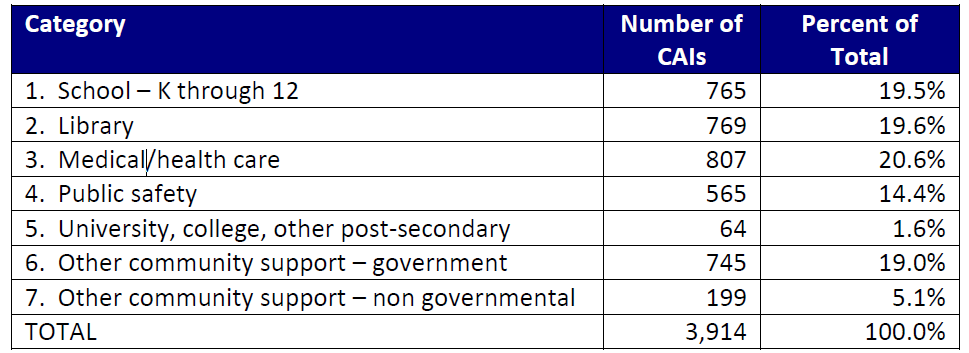 Category Number of CAIs Percent of Total
1. School – K through 12 765 19.5%
2. Library 769 19.6%
3. Medical/health care 807 20.6%
4. Public safety 565 14.4%
5. University, college, other post-secondary 64 1.6%
6. Other community support – government 745 19.0%
7. Other community support – non governmental 199 5.1%
TOTAL 3,914 100.0%